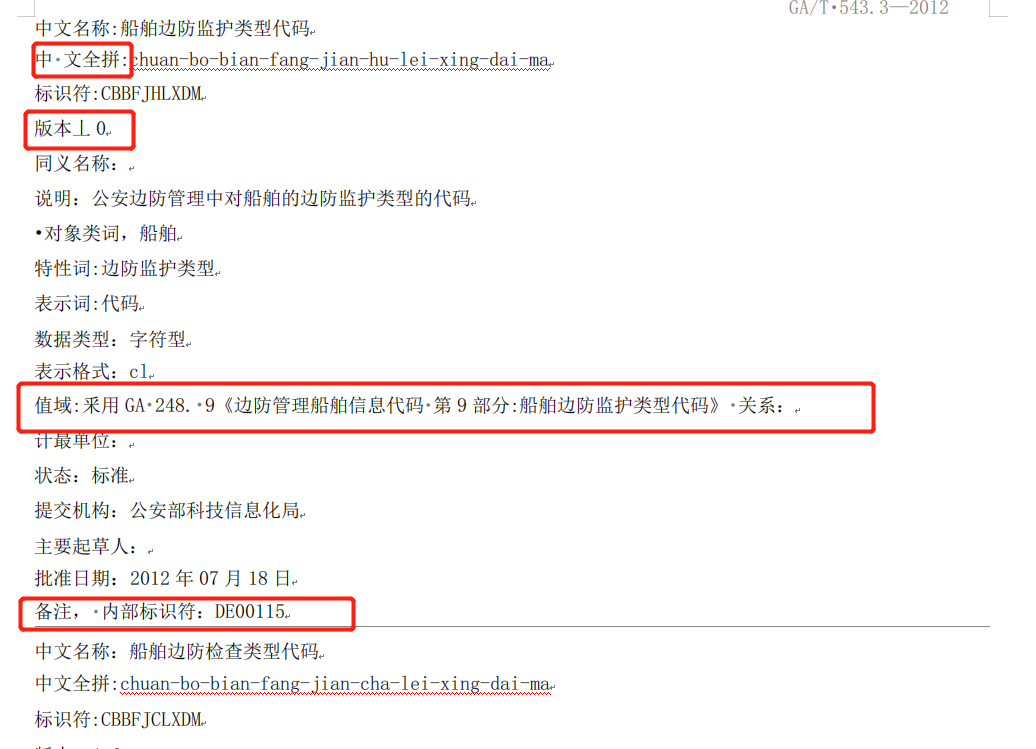 GA/T·543.3—2012
中文名称:船舶边防监护类型代码
中·文全拼:chuan-bo-bian-fang-jian-hu-lei-xing-dai-ma
标识符:CBBFJHLXDM
版本丄0
同义名称：
说明：公安边防管理中对船舶的边防监护类型的代码
•对象类词，船舶
特性词:边防监护类型
表示词:代码
数据类型：字符型
表示格式：cl
值域:釆用 GA·248.·9《边防管理船舶信息代码·第 9 部分:船舶边防监护类型代码》·关系：
计最单位：
状态：标准
提交机构：公安部科技信息化局
主要起草人：
批准日期：2012 年 07 月 18 日
备注，·内部标识符：DE00115
中文名称：船舶边防检查类型代码
中文全拼:chuan-bo-bian-fang-jian-cha-lei-xing-dai-ma
标识符:CBBFJCLXDM